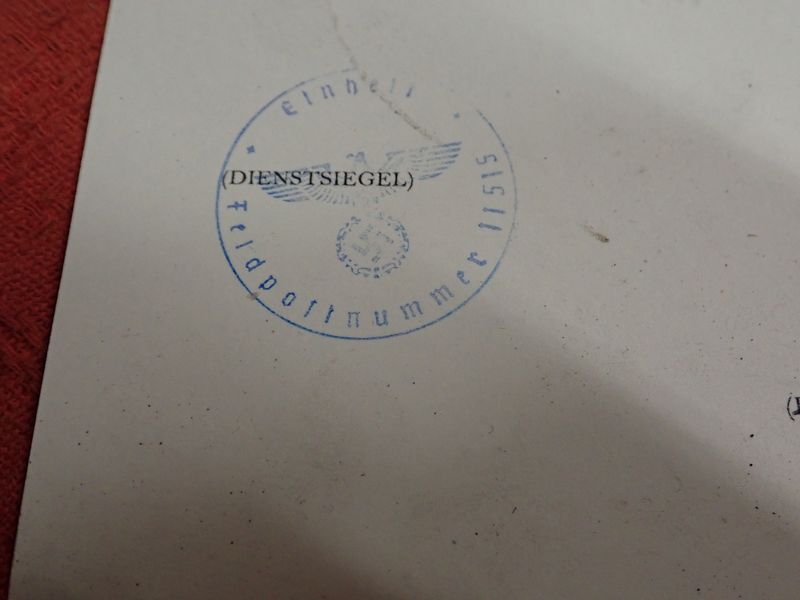 Einheit
(DIENSTSIEGEL)
Feldpostnummer 11515